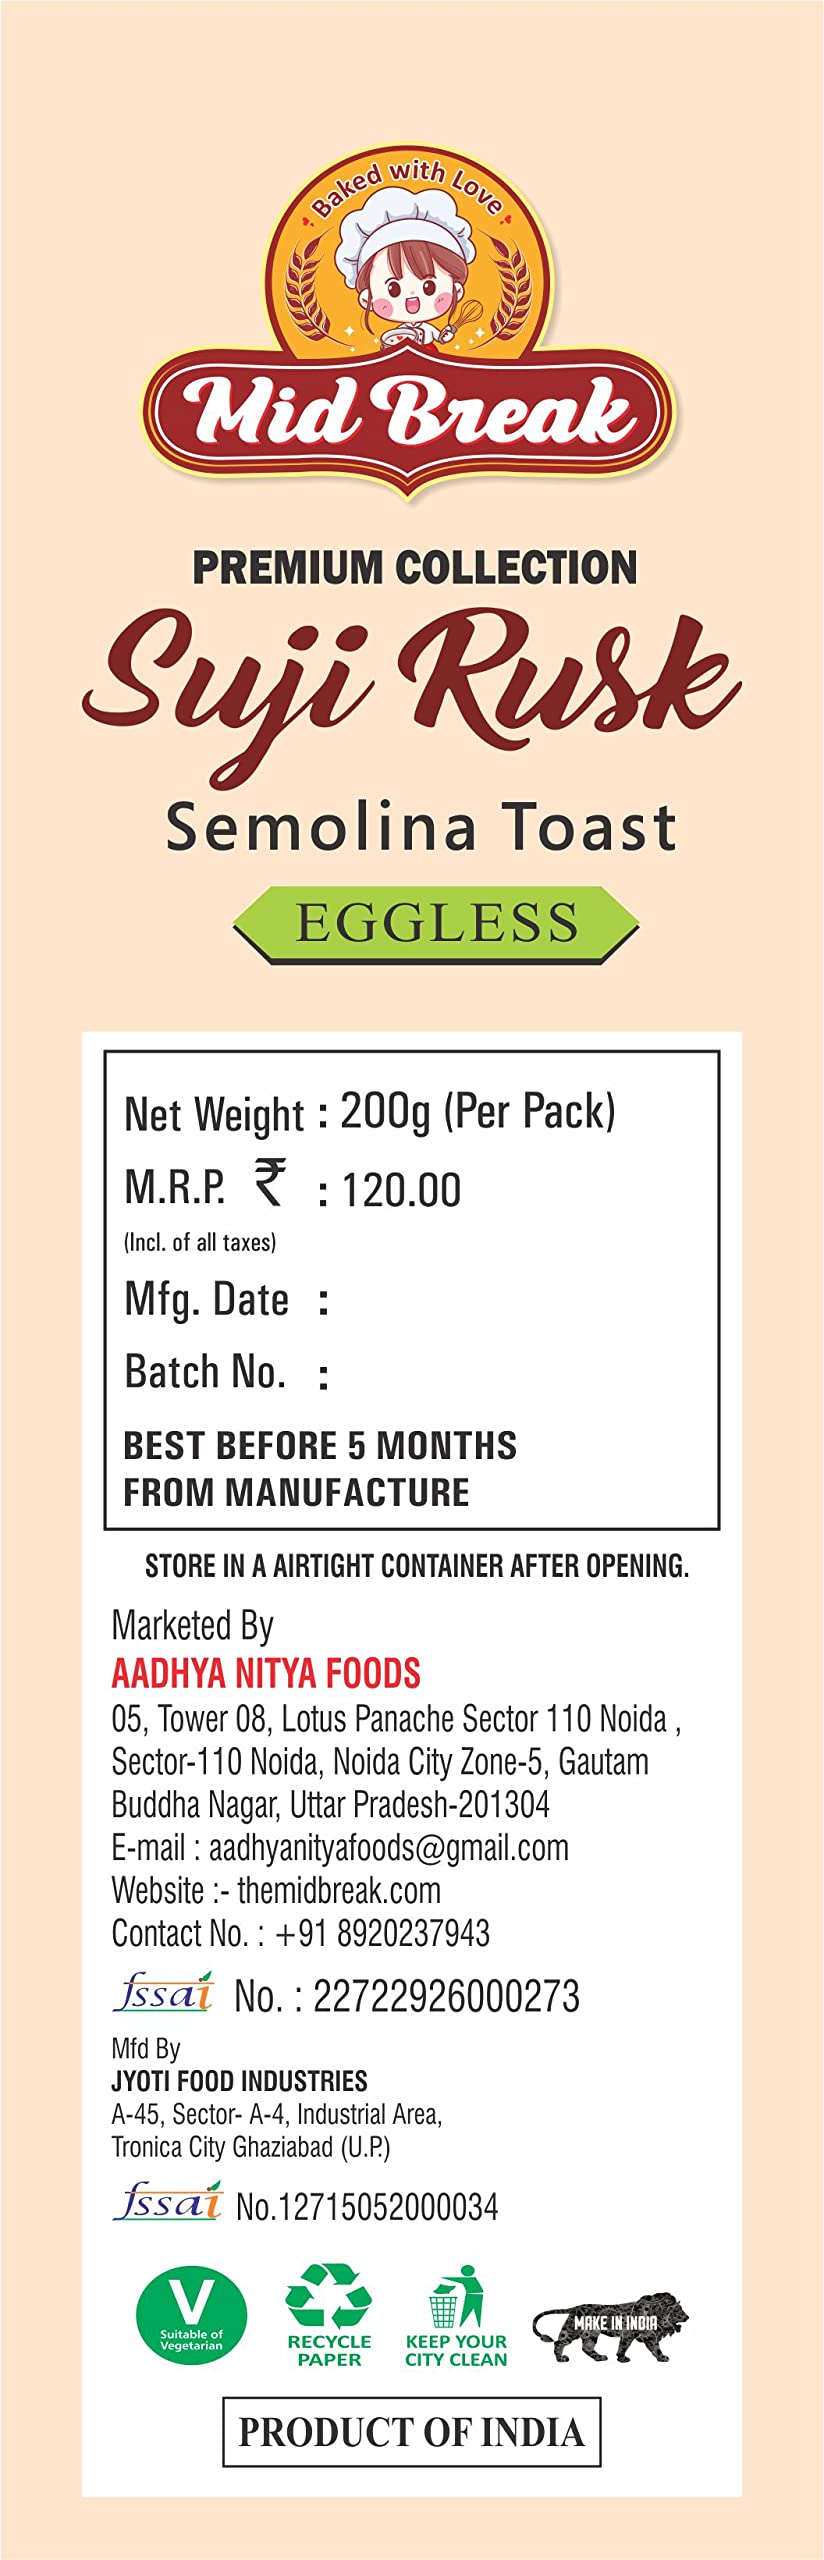 Baked with Love
Mid Break
PREMIUM COLLECTION
Suji Rusk
Semolina Toast
EGGLESS
Net Weight : 200g (Per Pack)
M.R.P. ₹ : 120.00
(Incl. of all taxes)
Mfg. Date :
Batch No. :
BEST BEFORE 5 MONTHS
FROM MANUFACTURE
STORE IN A AIRTIGHT CONTAINER AFTER OPENING.
Marketed By
AADHYA NITYA FOODS
05, Tower 08, Lotus Panache Sector 110 Noida ,
Sector-110 Noida, Noida City Zone-5, Gautam
Buddha Nagar, Uttar Pradesh-201304
E-mail : aadhyanityafoods@gmail.com
Website :- themidbreak.com
Contact No. : +91 8920237943
fssai No. : 22722926000273
Mfd By
JYOTI FOOD INDUSTRIES
A-45, Sector- A-4, Industrial Area,
Tronica City Ghaziabad (U.P.)
fssai No.12715052000034
V
Suitable of
Vegetarian
RECYCLE
PAPER
KEEP YOUR
CITY CLEAN
MAKE IN INDIA
PRODUCT OF INDIA